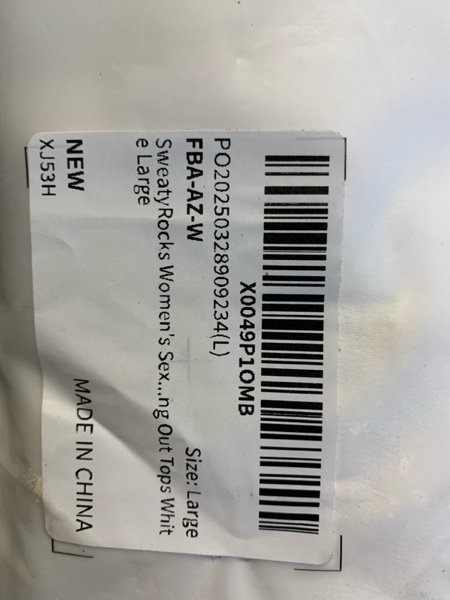 X0049P1OMB
PO20250328909234(L)
FBA-AZ-W Size: Large
SweatyRocks Women's Sex...ng Out Tops Whit
e Large
NEW MADE IN CHINA
XJ53H